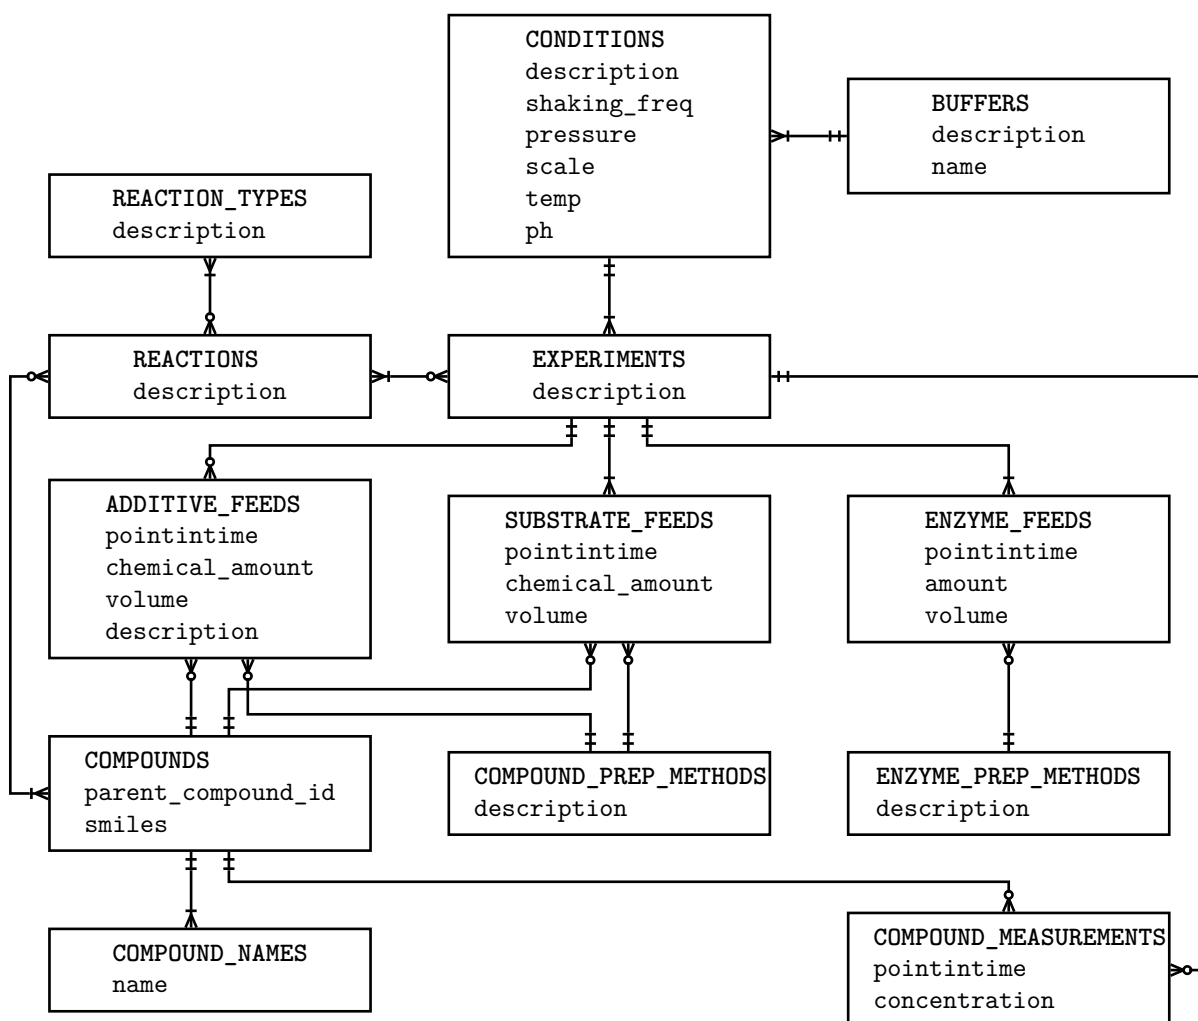 CONDITIONS
description
shaking_freq
pressure
scale
temp
ph
BUFFERS
description
name
REACTION_TYPES
description
REACTIONS
description
EXPERIMENTS
description
ADDITIVE_FEEDS
pointintime
chemical_amount
volume
description
SUBSTRATE_FEEDS
pointintime
chemical_amount
volume
ENZYME_FEEDS
pointintime
amount
volume
COMPOUNDS
parent_compound_id
smiles
COMPOUND_PREP_METHODS
description
ENZYME_PREP_METHODS
description
COMPOUND_NAMES
name
COMPOUND_MEASUREMENTS
pointintime
concentration